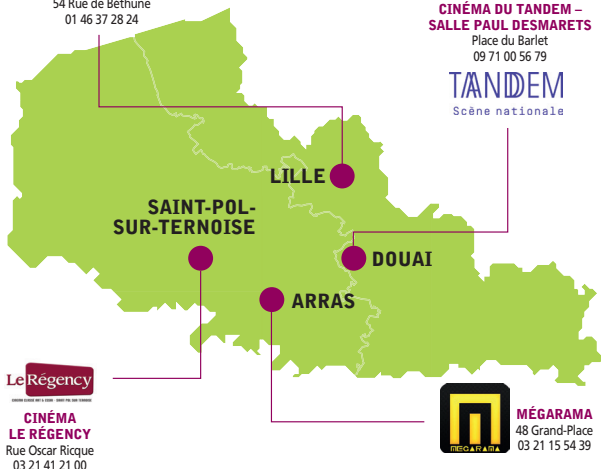 54 Rue de Béthune
01 46 37 28 24
CINÉMA DU TANDEM –
SALLE PAUL DESMARETS
Place du Barlet
09 71 00 56 79
TANDEM
Scène nationale
LILLE
SAINT-POL-
SUR-TERNOISE
DOUAI
ARRAS
Le Régency
CINÉMA
LE RÉGENCY
Rue Oscar Ricque
03 21 41 21 00
MEGARAMA
MÉGARAMA
48 Grand-Place
03 21 15 54 39